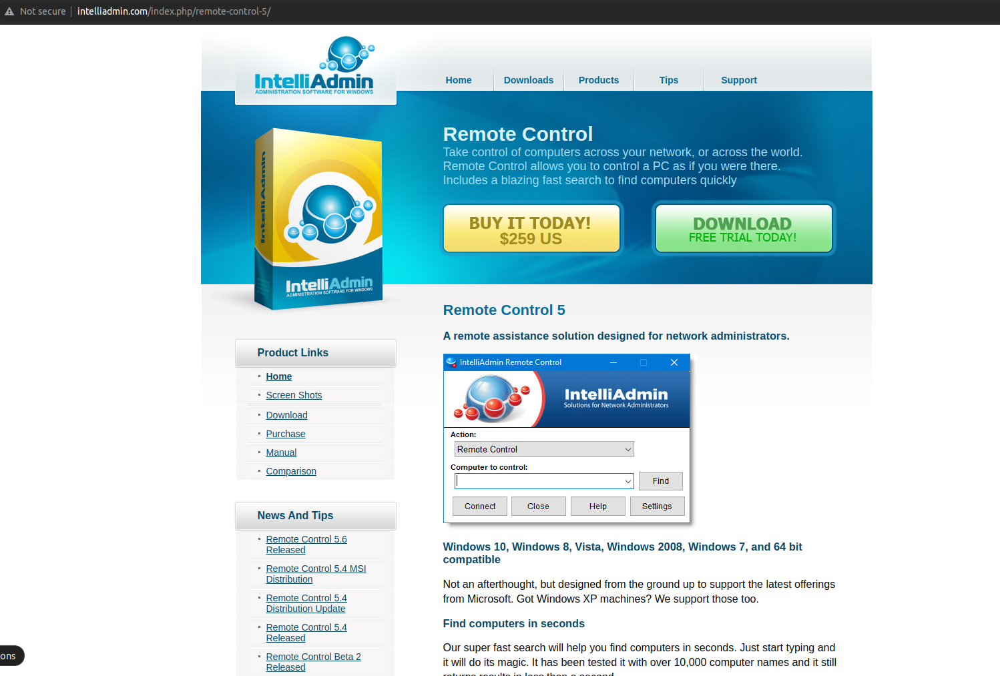 Not secure intelliadmin.com/index.php/remote-control-5/
IntelliAdmin
ADMINISTRATION SOFTWARE FOR WINDOWS
Home Downloads Products Tips Support
IntelliAdmin
IntelliAdmin
ADMINISTRATION SOFTWARE FOR WINDOWS
Remote Control
Take control of computers across your network, or across the world.
Remote Control allows you to control a PC as if you were there.
Includes a blazing fast search to find computers quickly
BUY IT TODAY!
$259 US
DOWNLOAD
FREE TRIAL TODAY!
Product Links
Home
Screen Shots
Download
Purchase
Manual
Comparison
News And Tips
Remote Control 5.6
Released
Remote Control 5.4 MSI
Distribution
Remote Control 5.4
Distribution Update
Remote Control 5.4
Released
Remote Control Beta 2
Released
ons
Remote Control 5
A remote assistance solution designed for network administrators.
IntelliAdmin Remote Control
IntelliAdmin
Solutions for Network Administrators
Action:
Remote Control
Computer to control:
Find
Connect Close Help Settings
Windows 10, Windows 8, Vista, Windows 2008, Windows 7, and 64 bit
compatible
Not an afterthought, but designed from the ground up to support the latest offerings
from Microsoft. Got Windows XP machines? We support those too.
Find computers in seconds
Our super fast search will help you find computers in seconds. Just start typing and
it will do its magic. It has been tested it with over 10,000 computer names and it still
returns results in less than a second